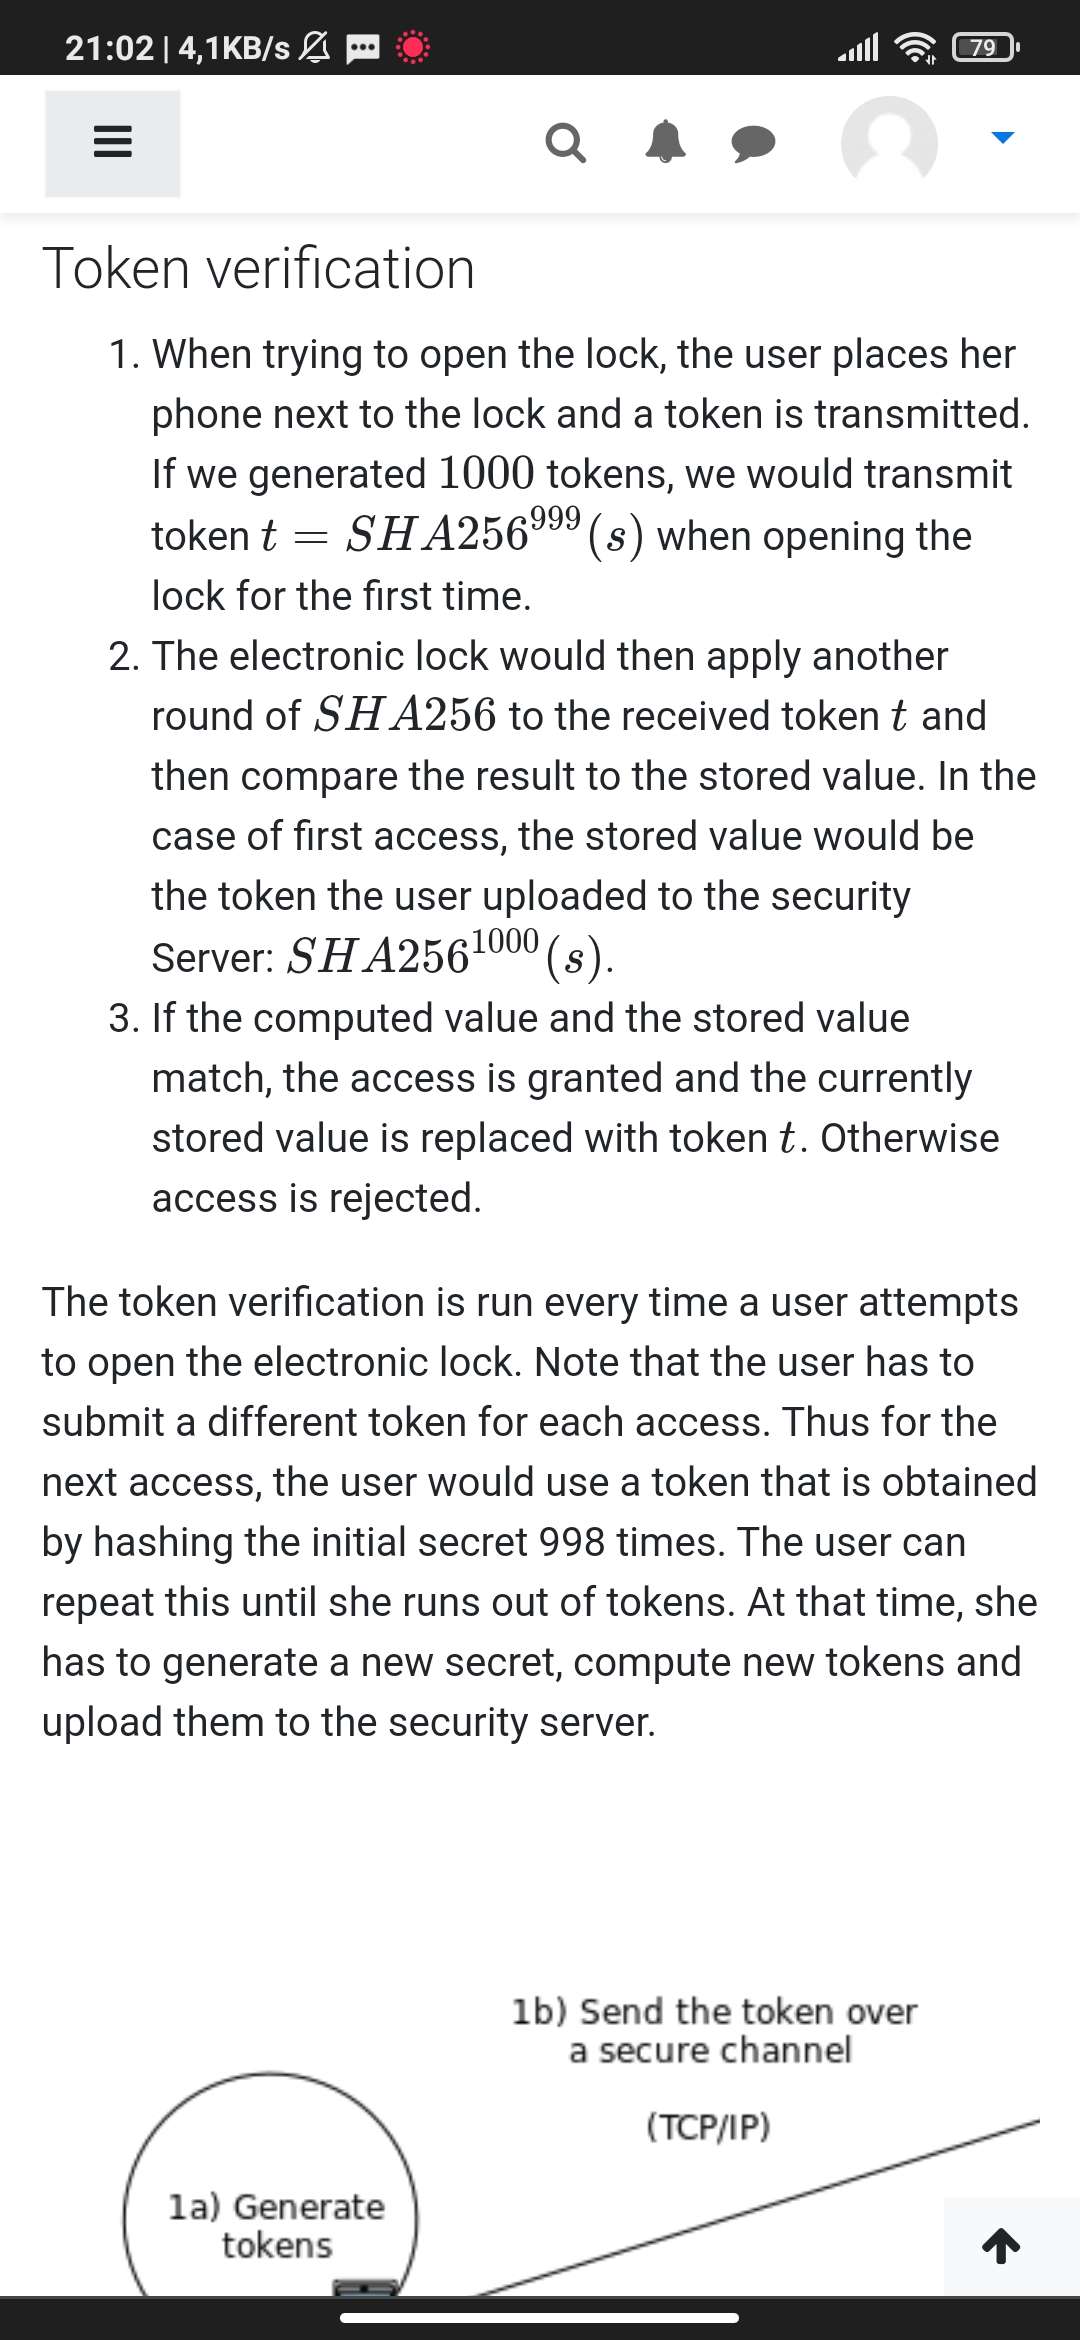 21:02 | 4,1KB/s
79
Token verification
1. When trying to open the lock, the user places her
phone next to the lock and a token is transmitted.
If we generated 1000 tokens, we would transmit
token t = SHA256⁹⁹⁹(s) when opening the
lock for the first time.
2. The electronic lock would then apply another
round of SHA256 to the received token t and
then compare the result to the stored value. In the
case of first access, the stored value would be
the token the user uploaded to the security
Server: SHA256¹⁰⁰⁰(s).
3. If the computed value and the stored value
match, the access is granted and the currently
stored value is replaced with token t. Otherwise
access is rejected.
The token verification is run every time a user attempts
to open the electronic lock. Note that the user has to
submit a different token for each access. Thus for the
next access, the user would use a token that is obtained
by hashing the initial secret 998 times. The user can
repeat this until she runs out of tokens. At that time, she
has to generate a new secret, compute new tokens and
upload them to the security server.
1b) Send the token over
a secure channel
(TCP/IP)
1a) Generate
tokens